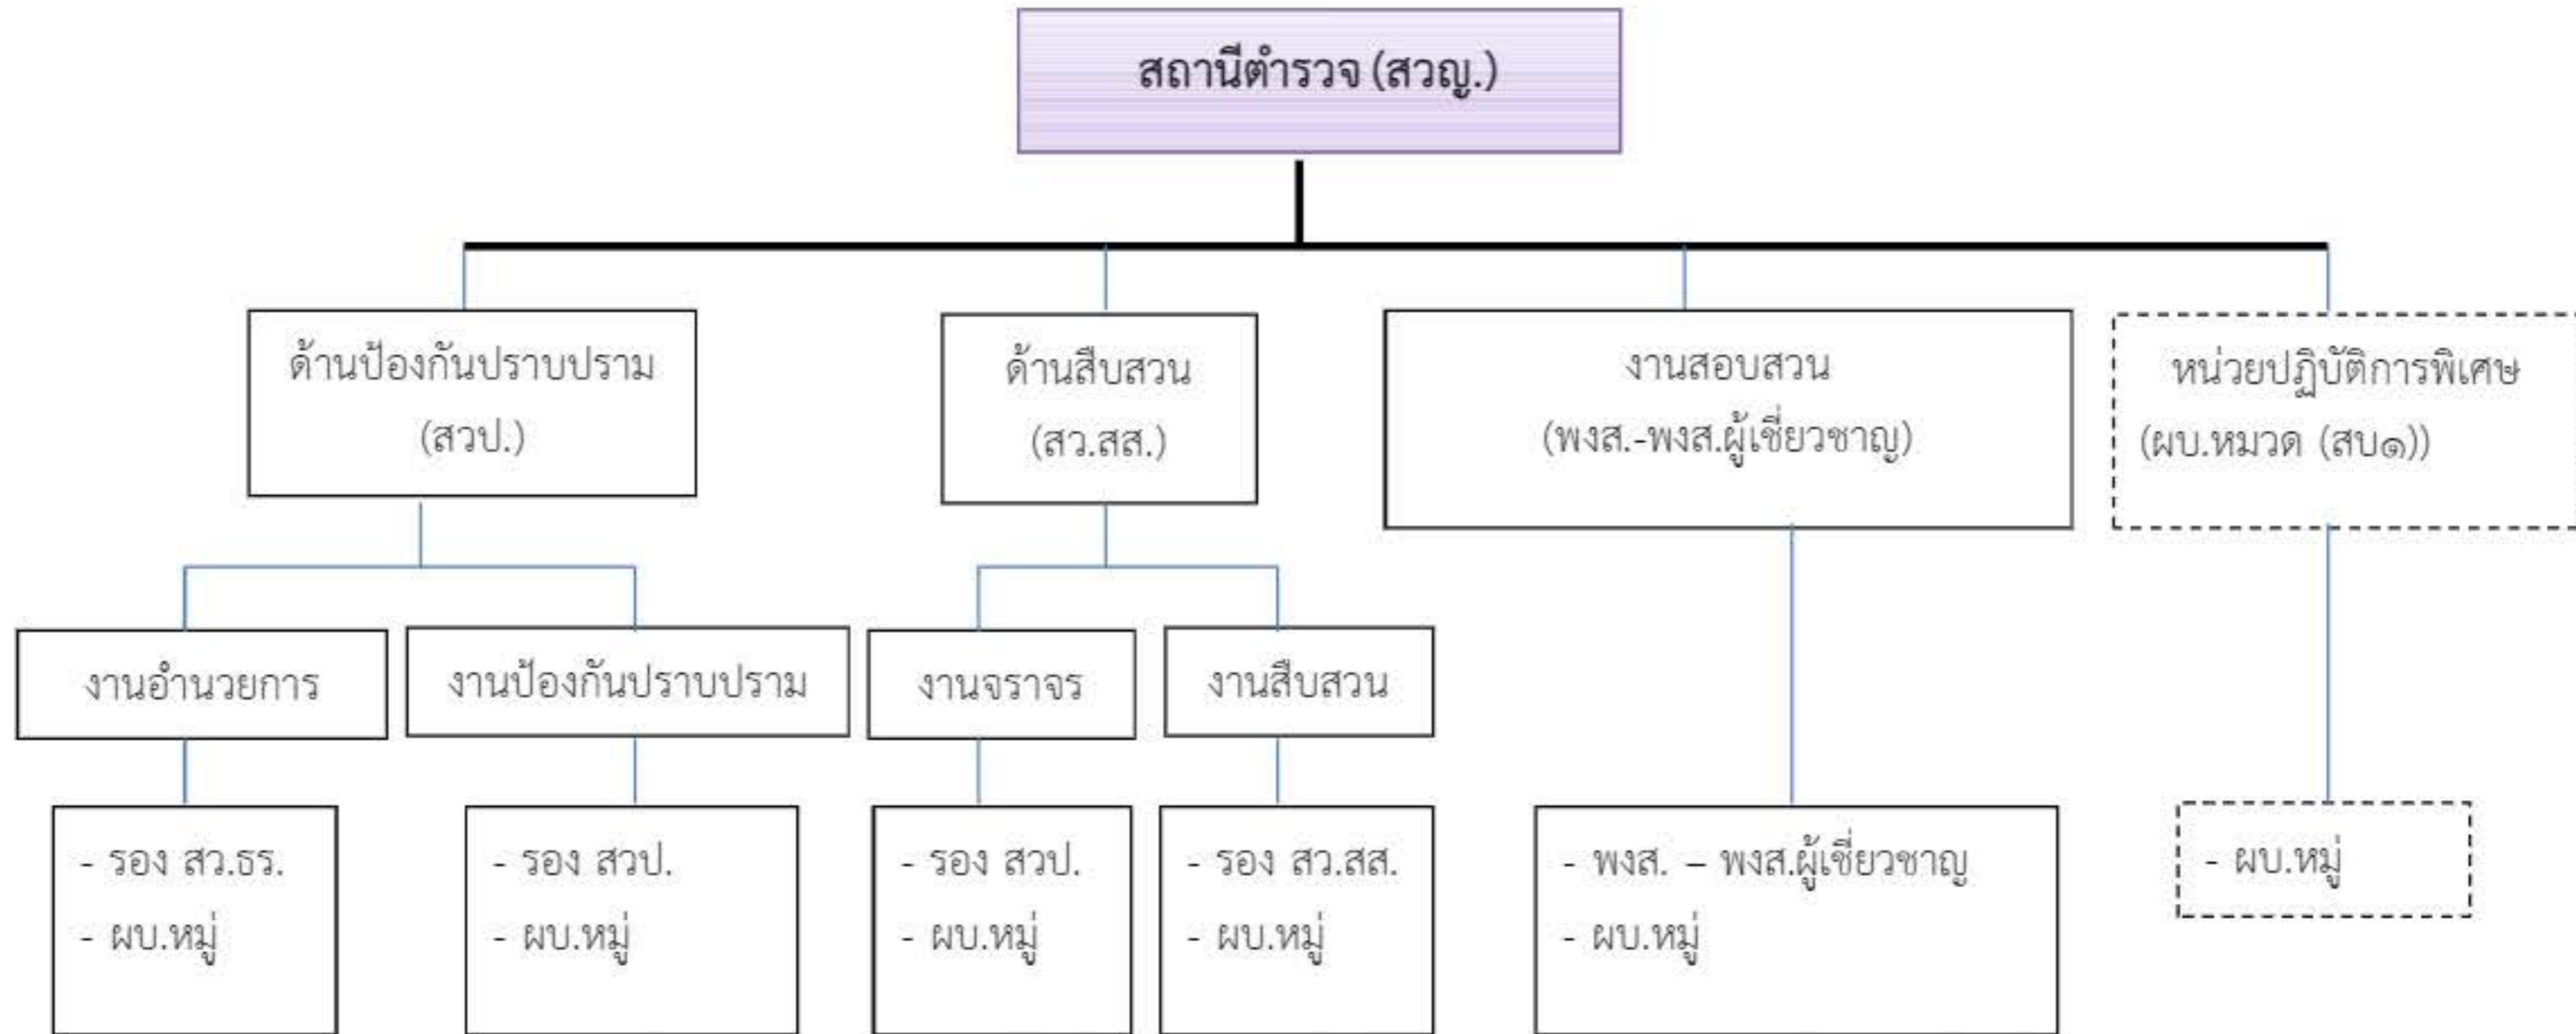 สถานีตำรวจ (สวญ.)
ด้านป้องกันปราบปราม
(สวป.)
ด้านสืบสวน
(สว.สส.)
งานสอบสวน
(พงส.-พงส.ผู้เชี่ยวชาญ)
หน่วยปฏิบัติการพิเศษ
(ผบ.หมวด (สบ๑))
งานอำนวยการ
งานป้องกันปราบปราม
งานจราจร
งานสืบสวน
- รอง สว.ธร.
- ผบ.หมู่
- รอง สวป.
- ผบ.หมู่
- รอง สวป.
- ผบ.หมู่
- รอง สว.สส.
- ผบ.หมู่
- พงส. – พงส.ผู้เชี่ยวชาญ
- ผบ.หมู่
- ผบ.หมู่